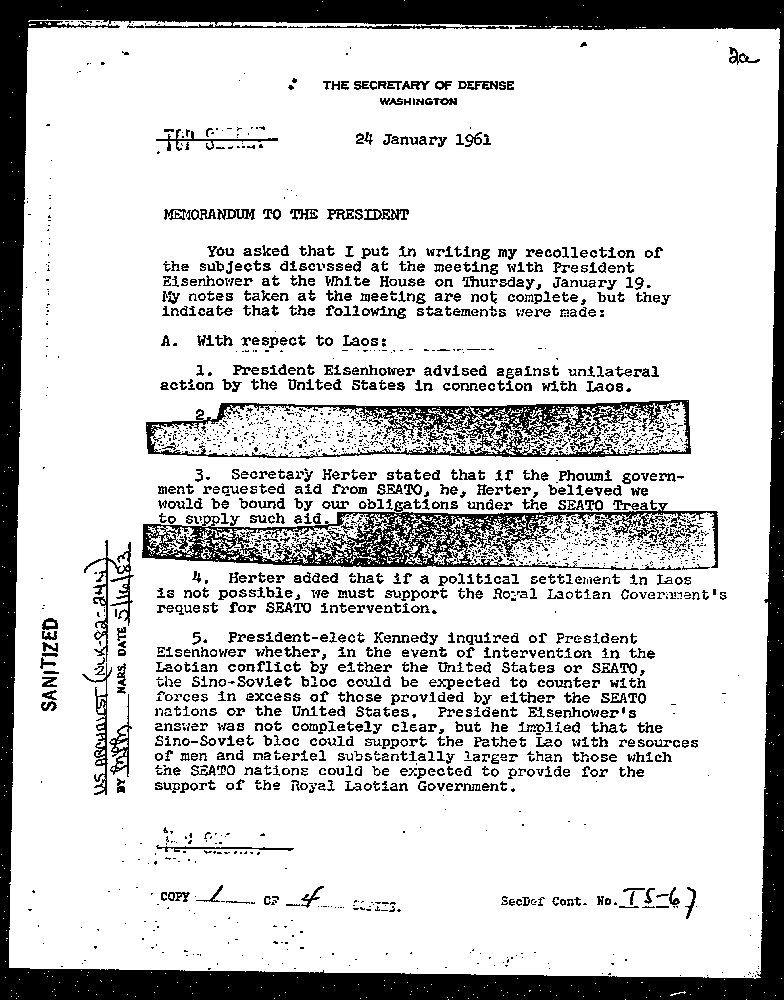 2a
THE SECRETARY OF DEFENSE
WASHINGTON
24 January 1961
MEMORANDUM TO THE PRESIDENT
You asked that I put in writing my recollection of
the subjects discussed at the meeting with President
Eisenhower at the White House on Thursday, January 19.
My notes taken at the meeting are not complete, but they
indicate that the following statements were made:
A. With respect to Laos:
1. President Eisenhower advised against unilateral
action by the United States in connection with Laos.
2.
3. Secretary Herter stated that if the Phoumi govern-
ment requested aid from SEATO, he, Herter, believed we
would be bound by our obligations under the SEATO Treaty
to supply such aid.
4. Herter added that if a political settlement in Laos
is not possible, we must support the Royal Laotian Government's
request for SEATO intervention.
5. President-elect Kennedy inquired of President
Eisenhower whether, in the event of intervention in the
Laotian conflict by either the United States or SEATO,
the Sino-Soviet bloc could be expected to counter with
forces in excess of those provided by either the SEATO
nations or the United States. President Eisenhower's
answer was not completely clear, but he implied that the
Sino-Soviet bloc could support the Pathet Lao with resources
of men and materiel substantially larger than those which
the SEATO nations could be expected to provide for the
support of the Royal Laotian Government.
SANITIZED
US ARCHIVIST (NLK-82-244)
BY NARS. DATE 5/16/83
COPY 1 OF 4 COPIES.
SecDef Cont. No. TS-67